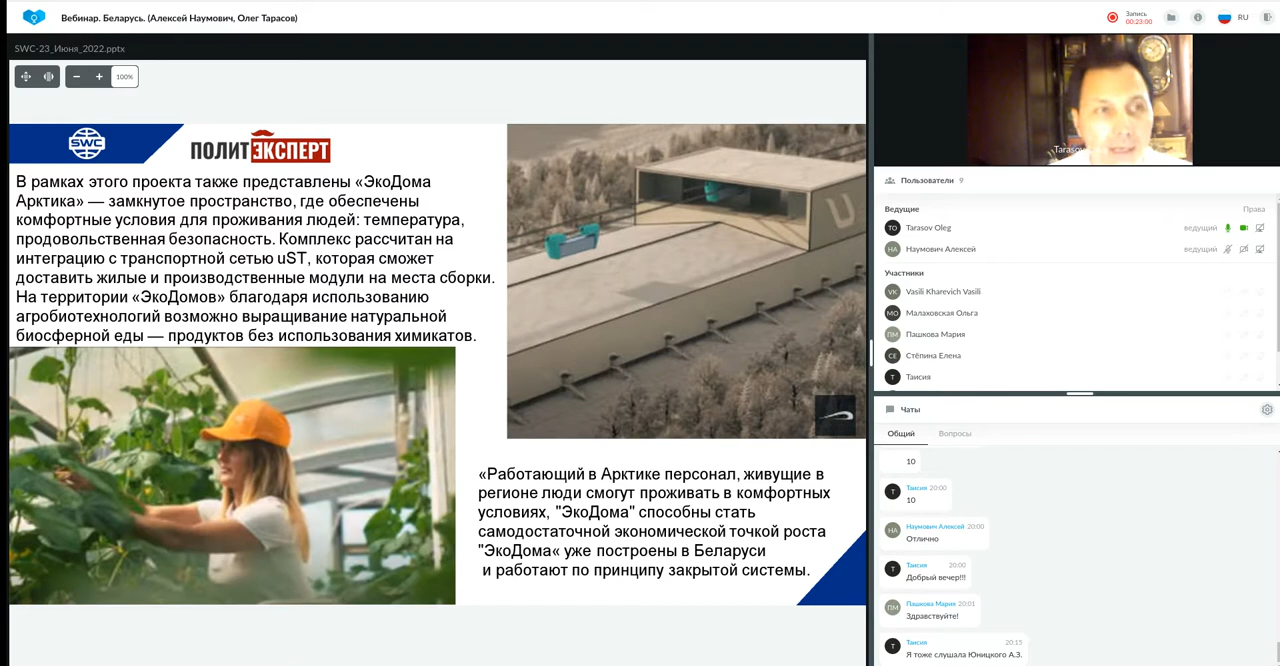 Вебинар. Беларусь. (Алексей Наумович, Олег Тарасов)
Запись
00:23:00
RU
SWC-23_Июня_2022.pptx
100%
SWC
ПОЛИТЭКСПЕРТ
В рамках этого проекта также представлены «ЭкоДома
Арктика» — замкнутое пространство, где обеспечены
комфортные условия для проживания людей: температура,
продовольственная безопасность. Комплекс рассчитан на
интеграцию с транспортной сетью uST, которая сможет
доставить жилые и производственные модули на места сборки.
На территории «ЭкоДомов» благодаря использованию
агробиотехнологий возможно выращивание натуральной
биосферной еды — продуктов без использования химикатов.
U
«Работающий в Арктике персонал, живущие в
регионе люди смогут проживать в комфортных
условиях, "ЭкоДома" способны стать
самодостаточной экономической точкой роста
"ЭкоДома« уже построены в Беларуси
и работают по принципу закрытой системы.
Tarasov
Пользователи 9
Ведущие Права
TO Tarasov Oleg ведущий
НА Наумович Алексей ведущий
Участники
VK Vasili Kharevich Vasili
МО Малаховская Ольга
ПМ Пашкова Мария
СЕ Стёпина Елена
Т Таисия
Чаты
Общий Вопросы
10
Т Таисия 20:00
10
НА Наумович Алексей 20:00
Отлично
Т Таисия 20:00
Добрый вечер!!!
ПМ Пашкова Мария 20:01
Здравствуйте!
Т Таисия 20:15
Я тоже слушала Юницкого А.Э.